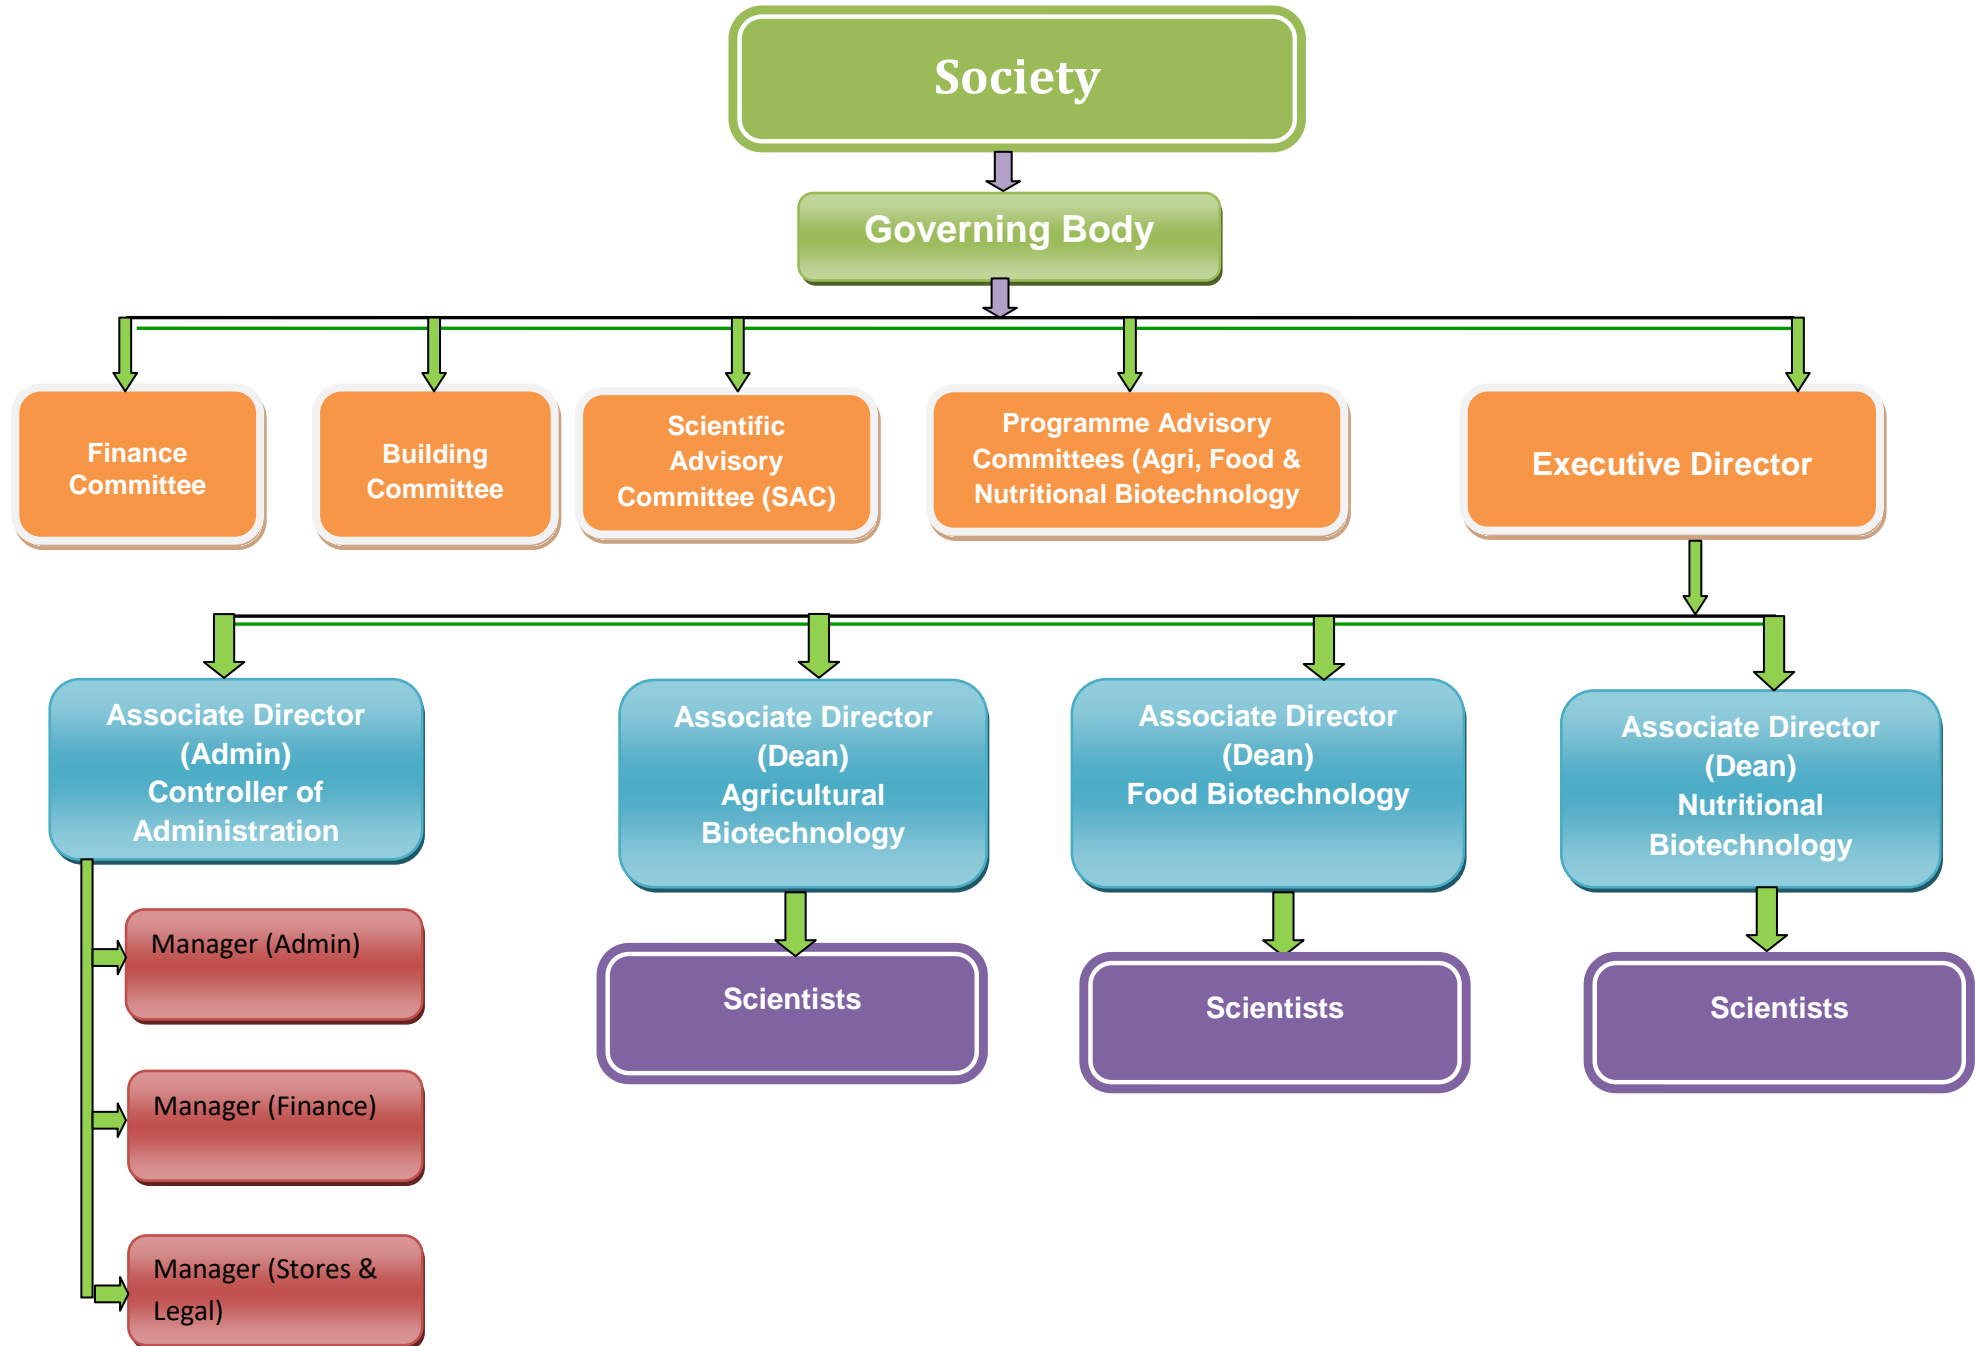 Society
Governing Body
Finance
Committee
Building
Committee
Scientific
Advisory
Committee (SAC)
Programme Advisory
Committees (Agri, Food &
Nutritional Biotechnology
Executive Director
Associate Director
(Admin)
Controller of
Administration
Associate Director
(Dean)
Agricultural
Biotechnology
Associate Director
(Dean)
Food Biotechnology
Associate Director
(Dean)
Nutritional
Biotechnology
Manager (Admin)
Manager (Finance)
Manager (Stores &
Legal)
Scientists
Scientists
Scientists